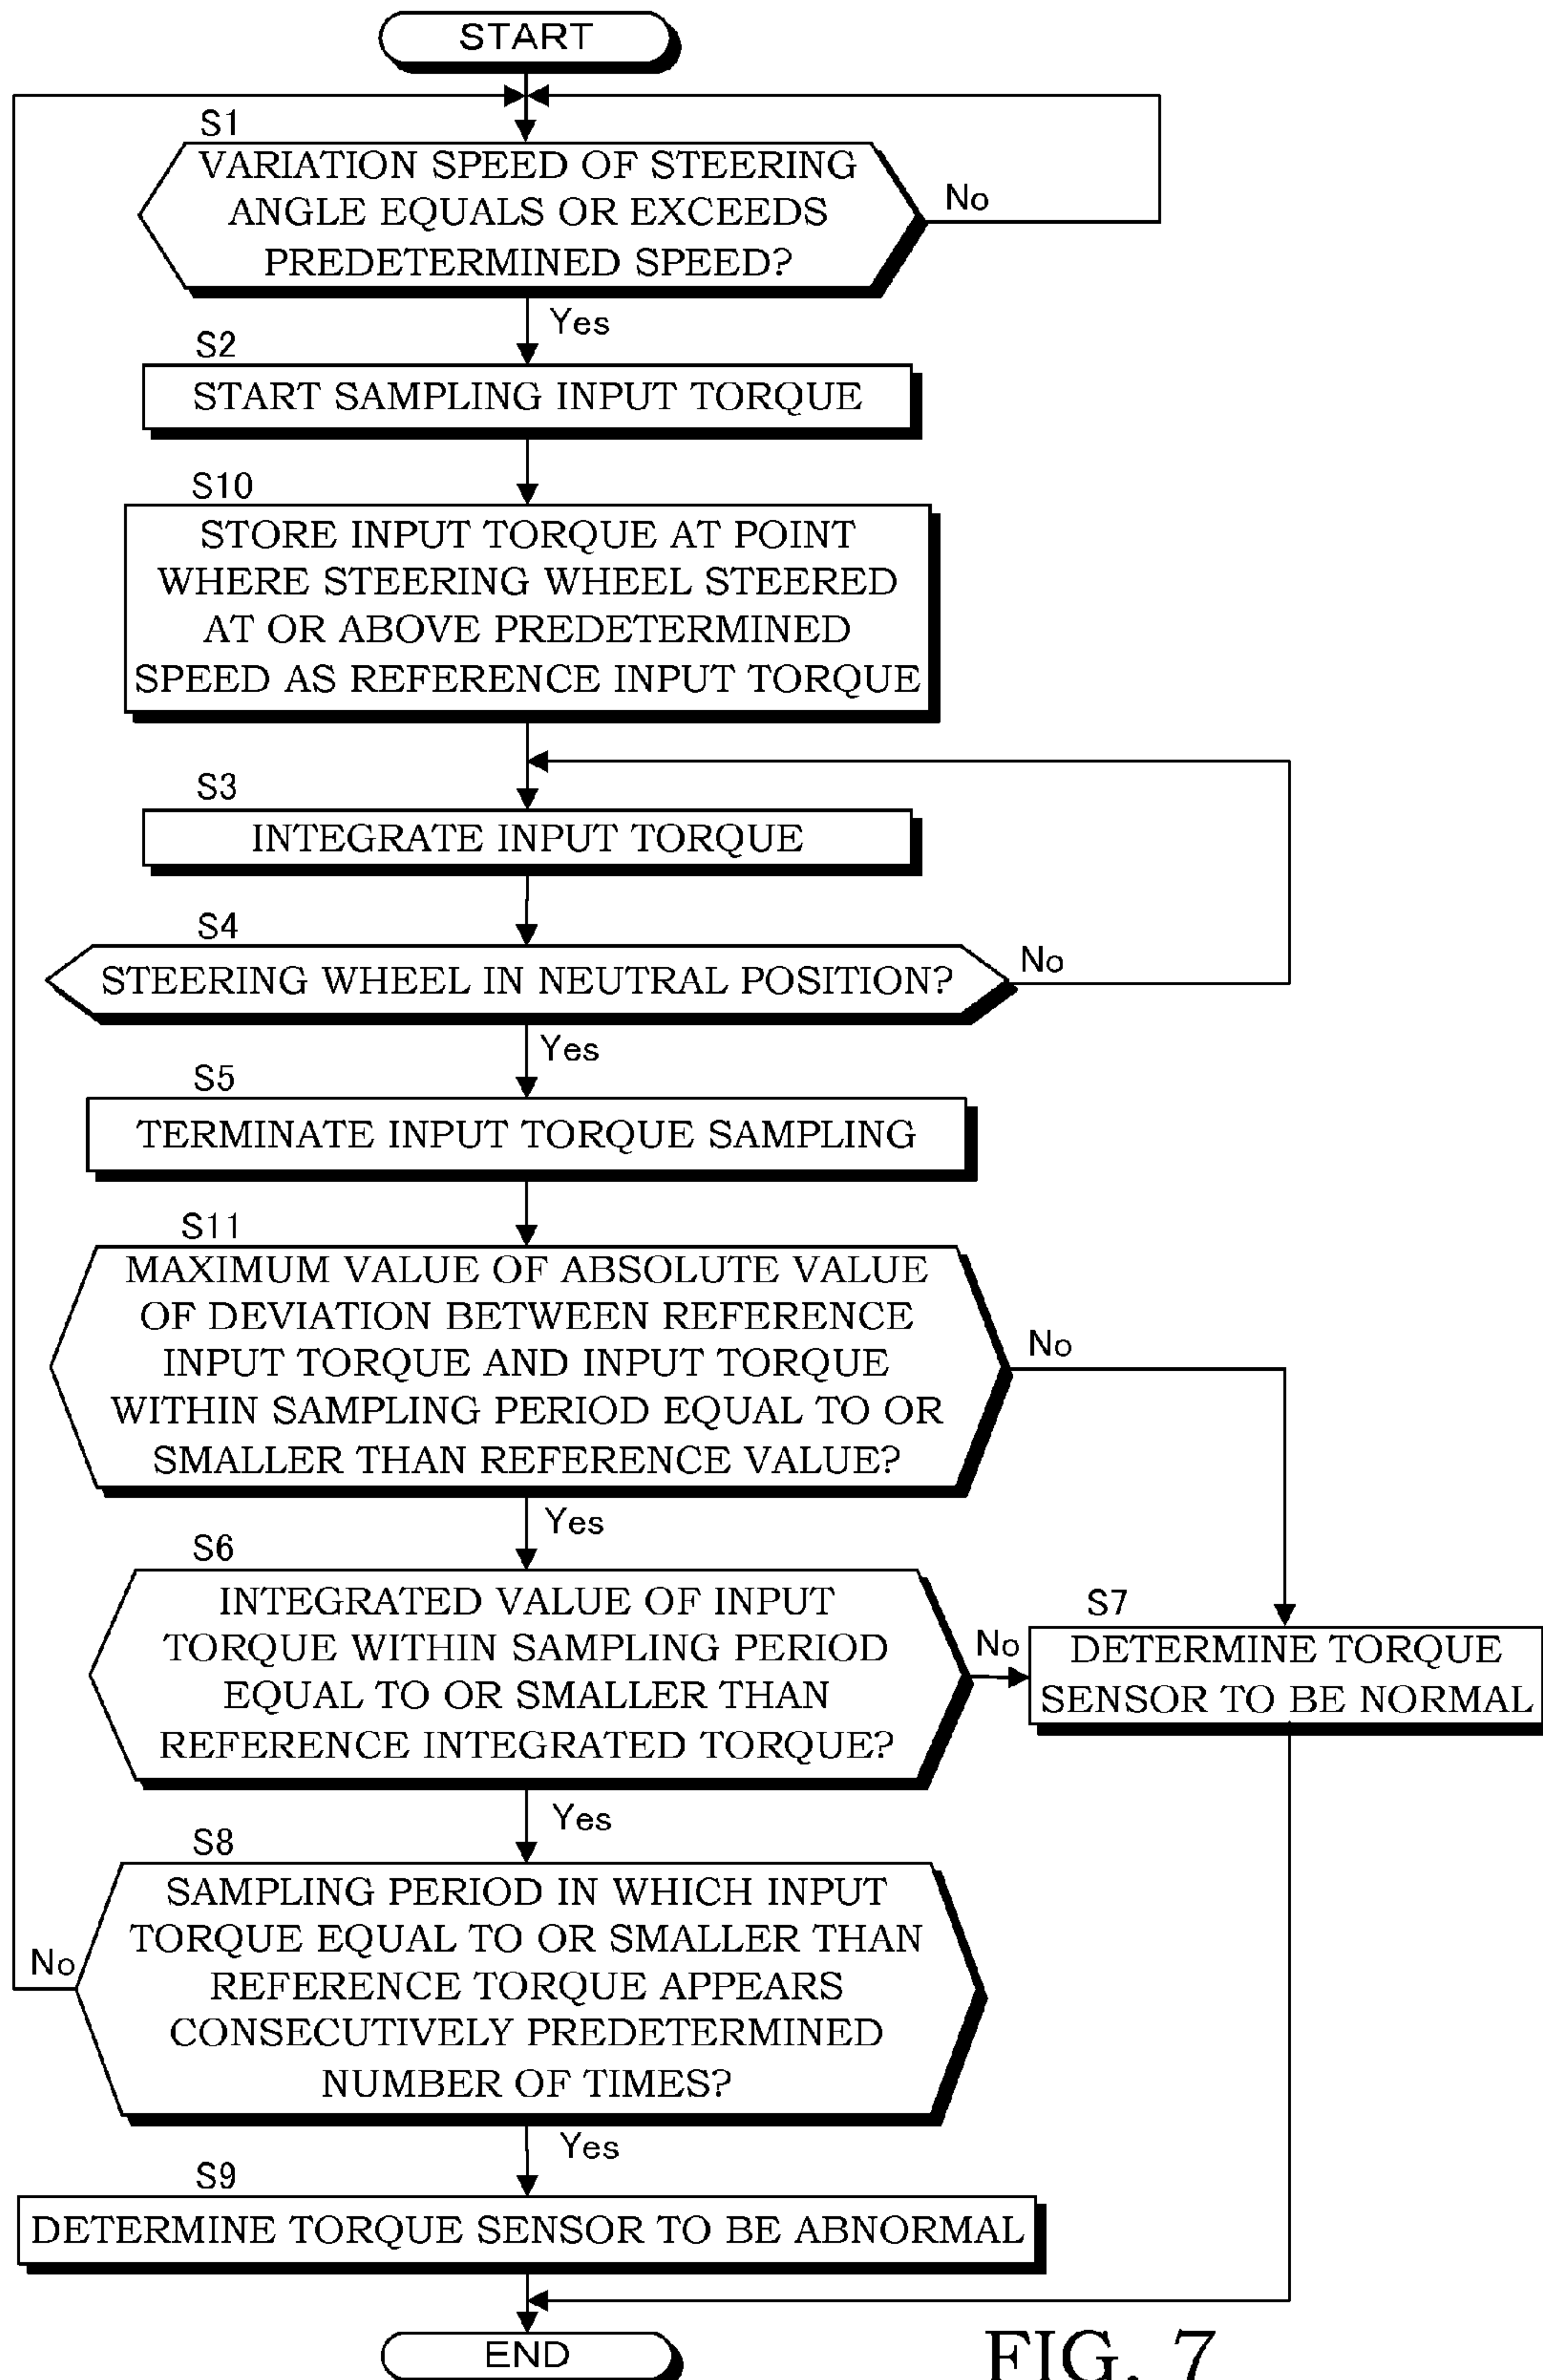 START
S1
VARIATION SPEED OF STEERING
ANGLE EQUALS OR EXCEEDS
PREDETERMINED SPEED?
No
Yes
S2
START SAMPLING INPUT TORQUE
S10
STORE INPUT TORQUE AT POINT
WHERE STEERING WHEEL STEERED
AT OR ABOVE PREDETERMINED
SPEED AS REFERENCE INPUT TORQUE
S3
INTEGRATE INPUT TORQUE
S4
STEERING WHEEL IN NEUTRAL POSITION?
No
Yes
S5
TERMINATE INPUT TORQUE SAMPLING
S11
MAXIMUM VALUE OF ABSOLUTE VALUE
OF DEVIATION BETWEEN REFERENCE
INPUT TORQUE AND INPUT TORQUE
WITHIN SAMPLING PERIOD EQUAL TO OR
SMALLER THAN REFERENCE VALUE?
No
Yes
S6
INTEGRATED VALUE OF INPUT
TORQUE WITHIN SAMPLING PERIOD
EQUAL TO OR SMALLER THAN
REFERENCE INTEGRATED TORQUE?
No
S7
DETERMINE TORQUE
SENSOR TO BE NORMAL
Yes
S8
SAMPLING PERIOD IN WHICH INPUT
TORQUE EQUAL TO OR SMALLER THAN
REFERENCE TORQUE APPEARS
CONSECUTIVELY PREDETERMINED
NUMBER OF TIMES?
No
Yes
S9
DETERMINE TORQUE SENSOR TO BE ABNORMAL
END
FIG. 7